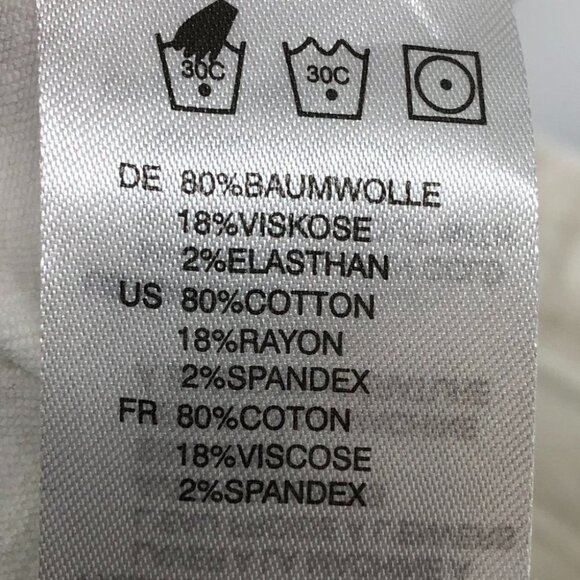 30C 30C
DE 80%BAUMWOLLE
18%VISKOSE
2%ELASTHAN
US 80%COTTON
18%RAYON
2%SPANDEX
FR 80%COTON
18%VISCOSE
2%SPANDEX